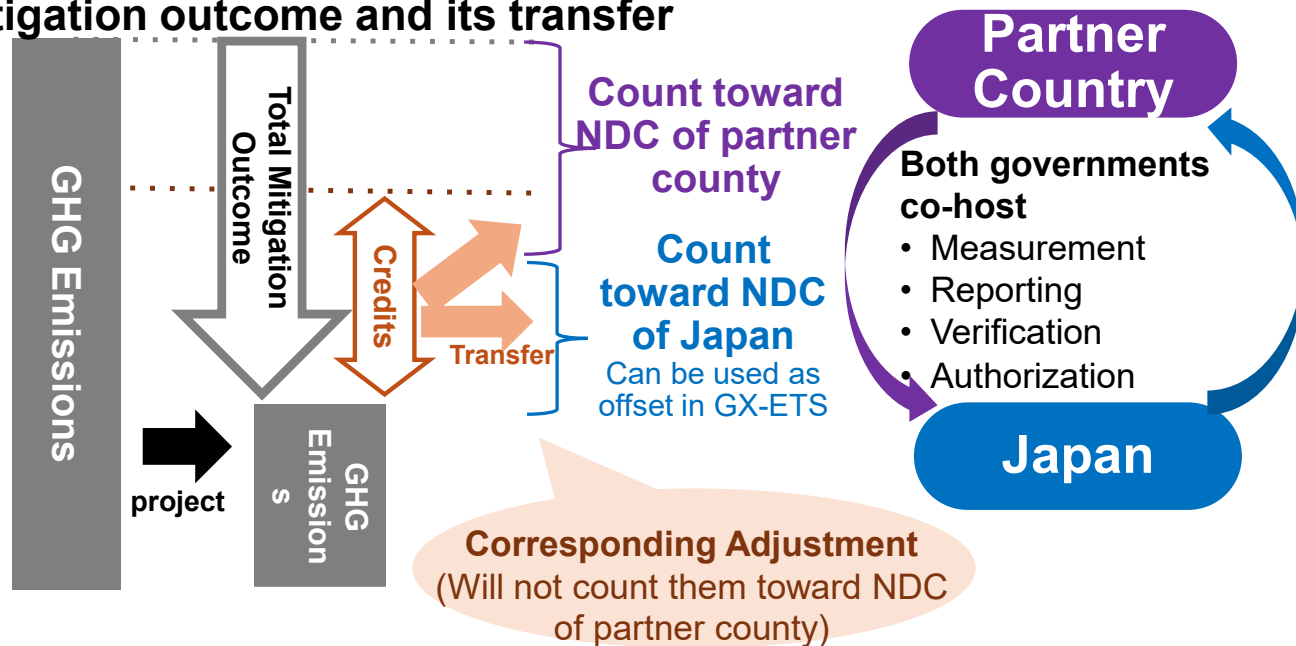 tigation outcome and its transfer
GHG Emissions
Total Mitigation
Outcome
Credits
Transfer
project
GHG
Emission
s
Count toward
NDC of partner
county
Count
toward NDC
of Japan
Can be used as
offset in GX-ETS
Corresponding Adjustment
(Will not count them toward NDC
of partner county)
Partner
Country
Both governments
co-host
• Measurement
• Reporting
• Verification
• Authorization
Japan